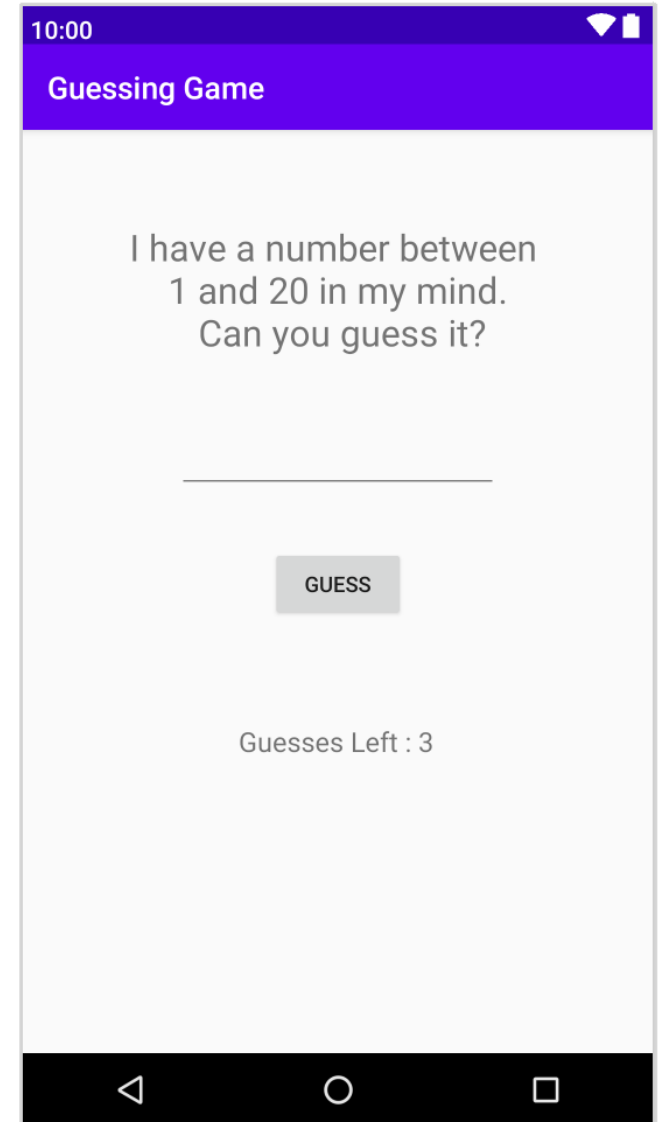 10:00
Guessing Game
I have a number between
1 and 20 in my mind.
Can you guess it?
GUESS
Guesses Left : 3